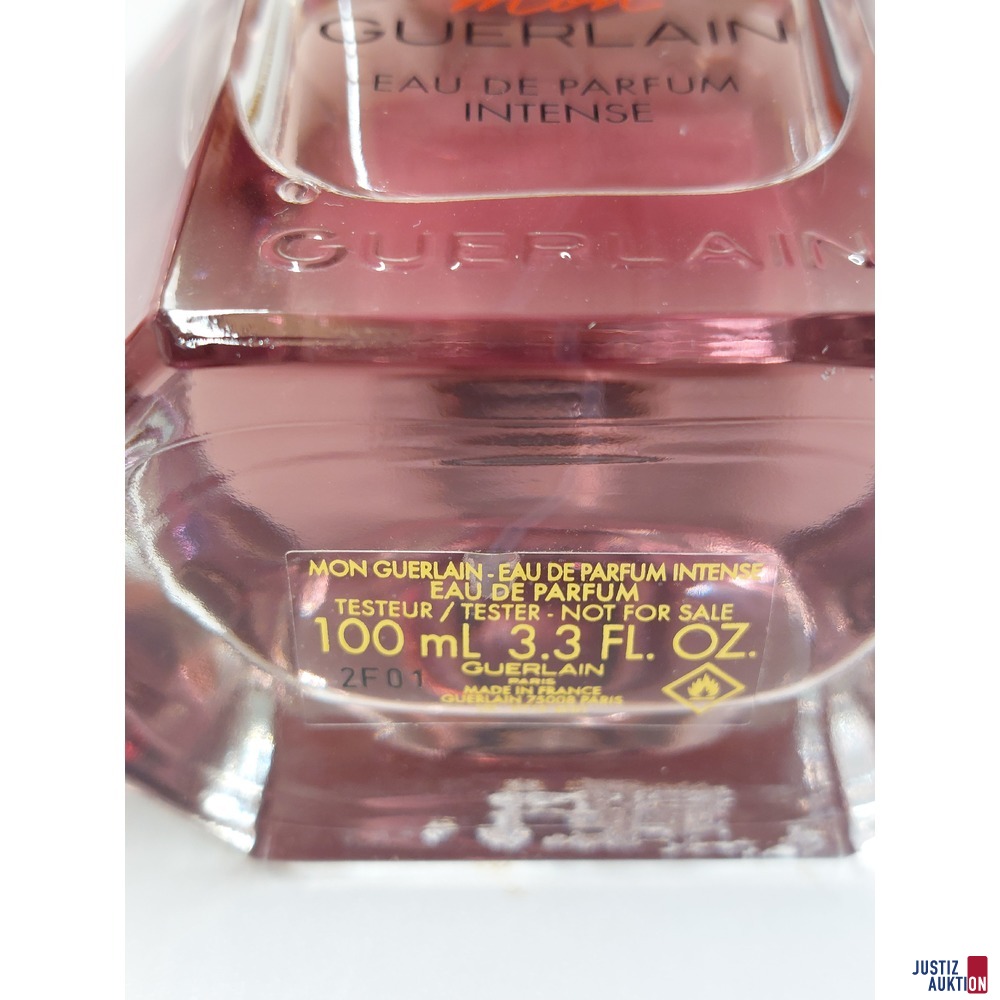 mon
GUERLAIN
EAU DE PARFUM
INTENSE
GUERLAIN
MON GUERLAIN - EAU DE PARFUM INTENSE
EAU DE PARFUM
TESTEUR / TESTER - NOT FOR SALE
100 mL 3.3 FL. OZ.
GUERLAIN
PARIS
2F01
MADE IN FRANCE
GUERLAIN 75008 PARIS
JUSTIZ
AUKTION